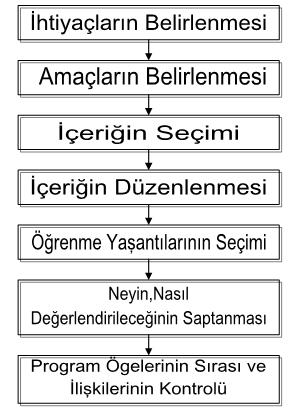 İhtiyaçların Belirlenmesi
Amaçların Belirlenmesi
İçeriğin Seçimi
İçeriğin Düzenlenmesi
Öğrenme Yaşantılarının Seçimi
Neyin,Nasıl
Değerlendirileceğinin Saptanması
Program Ögelerinin Sırası ve
İlişkilerinin Kontrolü